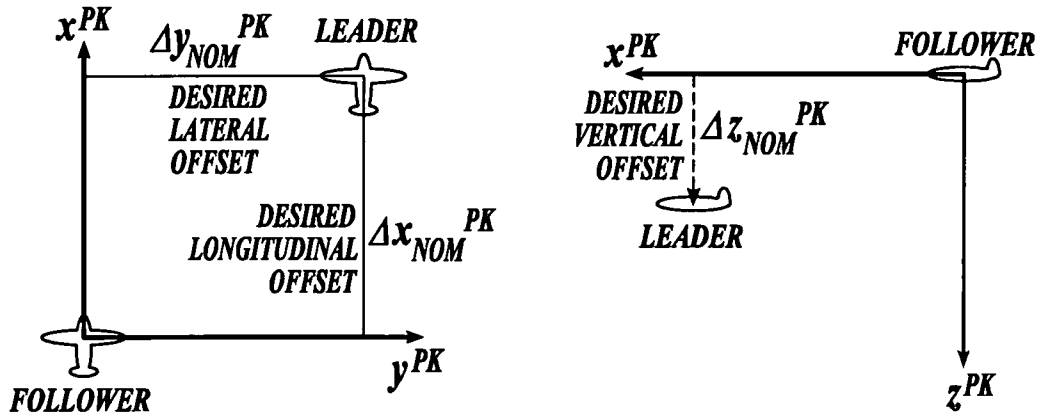 x^PK
Δy_NOM^PK
LEADER
DESIRED
LATERAL
OFFSET
DESIRED
LONGITUDINAL
OFFSET
Δx_NOM^PK
y^PK
FOLLOWER
x^PK
FOLLOWER
DESIRED
VERTICAL
OFFSET
Δz_NOM^PK
LEADER
z^PK